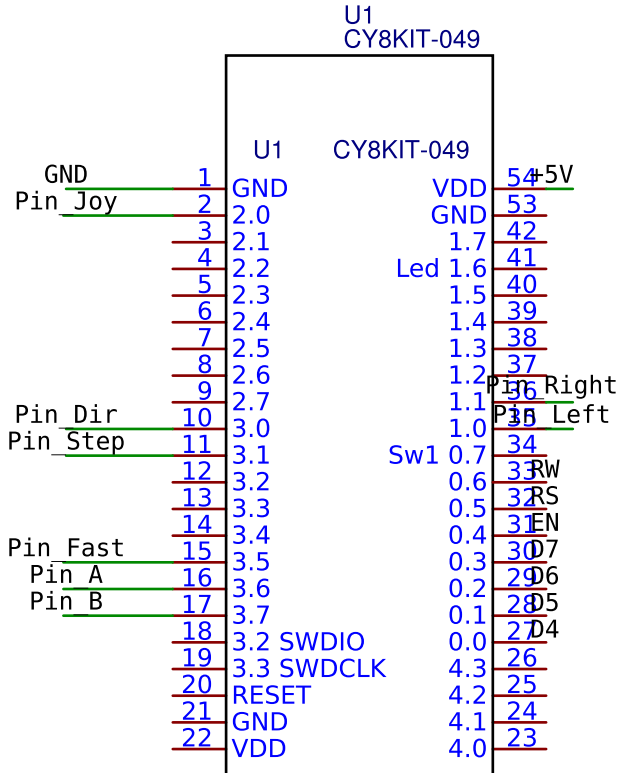 U1
CY8KIT-049
U1 CY8KIT-049
GND 1 GND VDD 54 +5V
Pin_Joy 2 2.0 GND 53
3 2.1 1.7 42
4 2.2 Led 1.6 41
5 2.3 1.5 40
6 2.4 1.4 39
7 2.5 1.3 38
8 2.6 1.2 37
9 2.7 1.1 36 Pin_Right
Pin_Dir 10 3.0 1.0 35 Pin_Left
Pin_Step 11 3.1 Sw1 0.7 34
12 3.2 0.6 33 RW
13 3.3 0.5 32 RS
14 3.4 0.4 31 EN
Pin_Fast 15 3.5 0.3 30 D7
Pin_A 16 3.6 0.2 29 D6
Pin_B 17 3.7 0.1 28 D5
18 3.2 SWDIO 0.0 27 D4
19 3.3 SWDCLK 4.3 26
20 RESET 4.2 25
21 GND 4.1 24
22 VDD 4.0 23